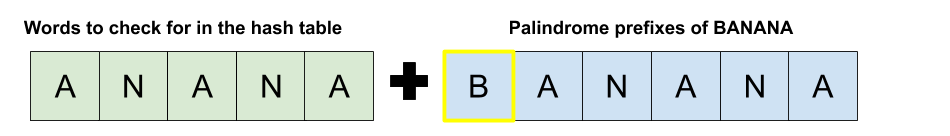 Words to check for in the hash table
Palindrome prefixes of BANANA
A N A N A + B A N A N A